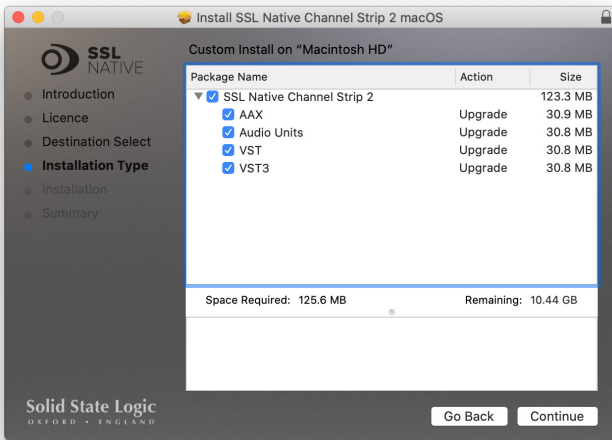 Install SSL Native Channel Strip 2 macOS
SSL
NATIVE
Introduction
Licence
Destination Select
Installation Type
Installation
Summary
Solid State Logic
OXFORD • ENGLAND
Custom Install on “Macintosh HD”
Package Name Action Size
SSL Native Channel Strip 2 123.3 MB
AAX Upgrade 30.9 MB
Audio Units Upgrade 30.8 MB
VST Upgrade 30.8 MB
VST3 Upgrade 30.8 MB
Space Required: 125.6 MB Remaining: 10.44 GB
Go Back Continue